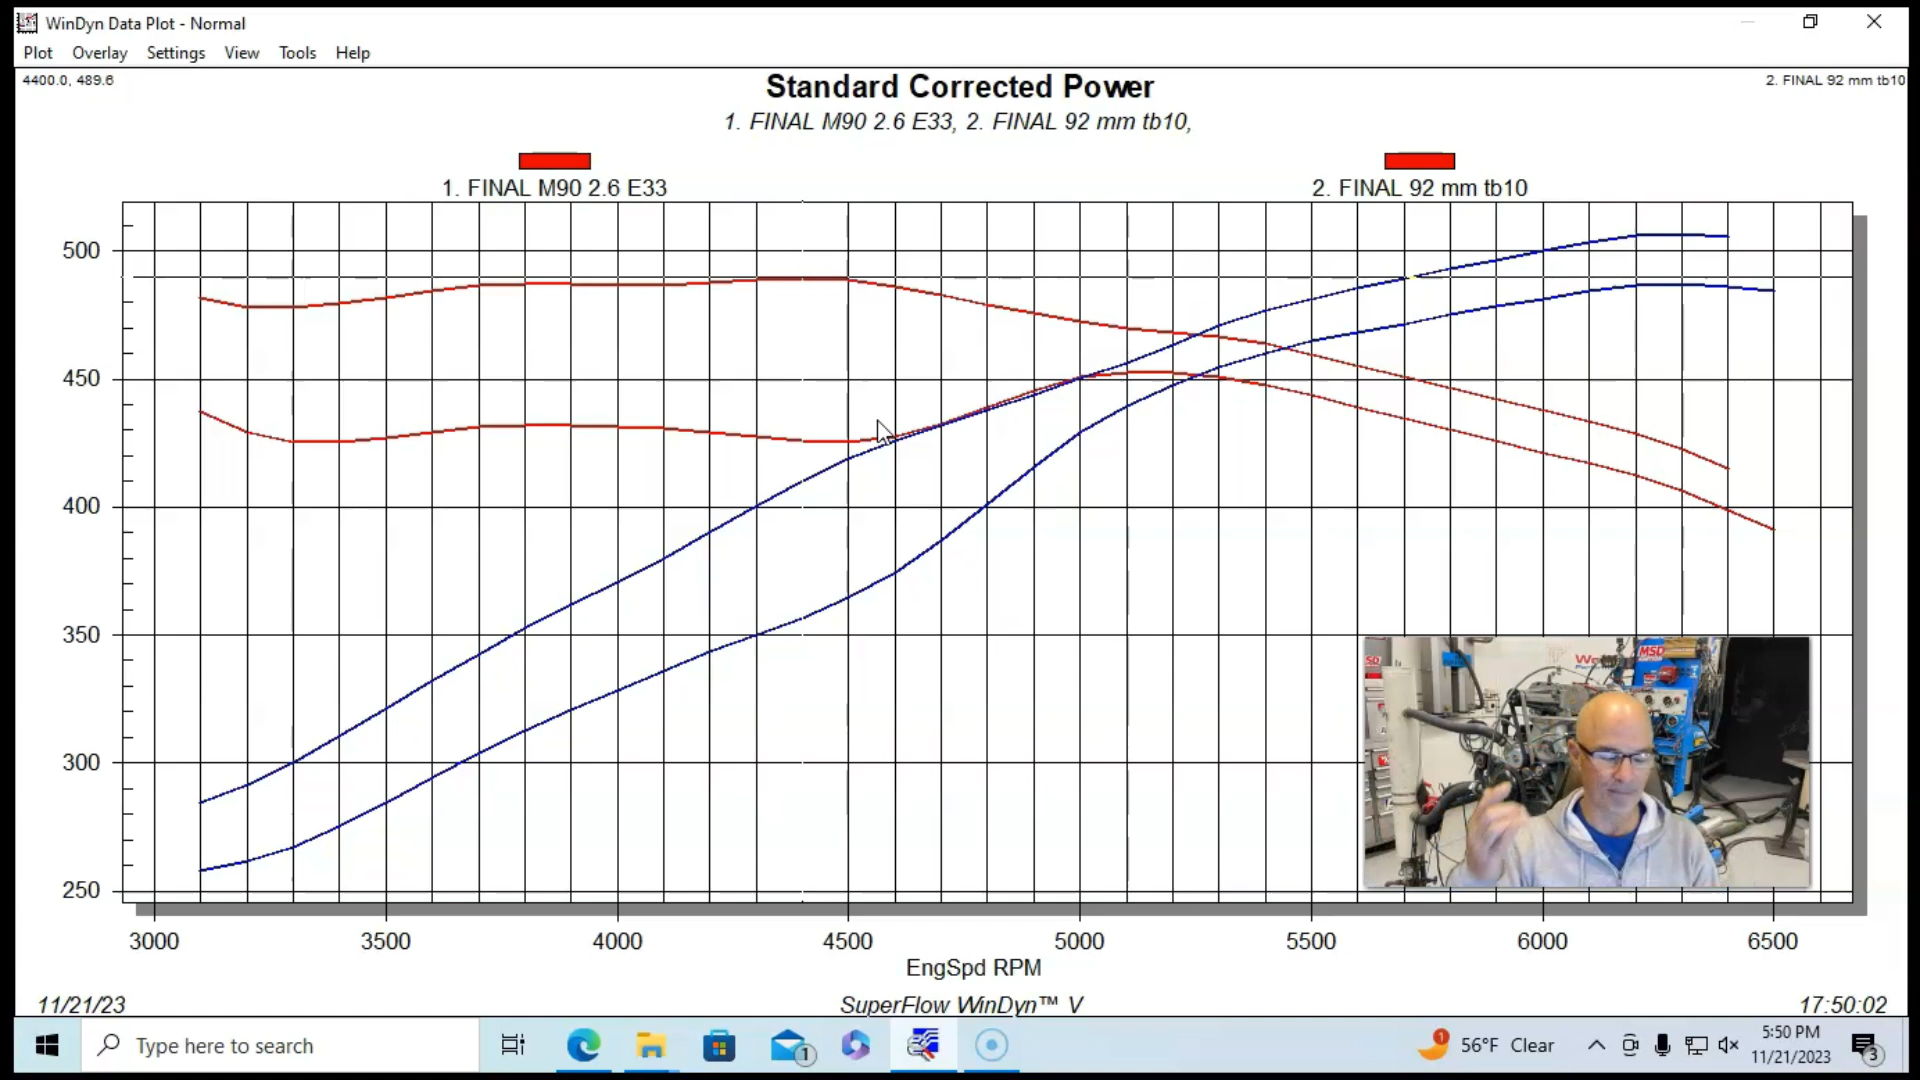 WinDyn Data Plot - Normal
Plot Overlay Settings View Tools Help
4400.0, 489.6
2. FINAL 92 mm tb10
Standard Corrected Power
1. FINAL M90 2.6 E33, 2. FINAL 92 mm tb10,
1. FINAL M90 2.6 E33
2. FINAL 92 mm tb10
500
450
400
350
300
250
MSD
3000 3500 4000 4500 5000 5500 6000 6500
EngSpd RPM
11/21/23
SuperFlow WinDyn™ V
17:50:02
Type here to search
1
1
56°F Clear
5:50 PM
11/21/2023
3